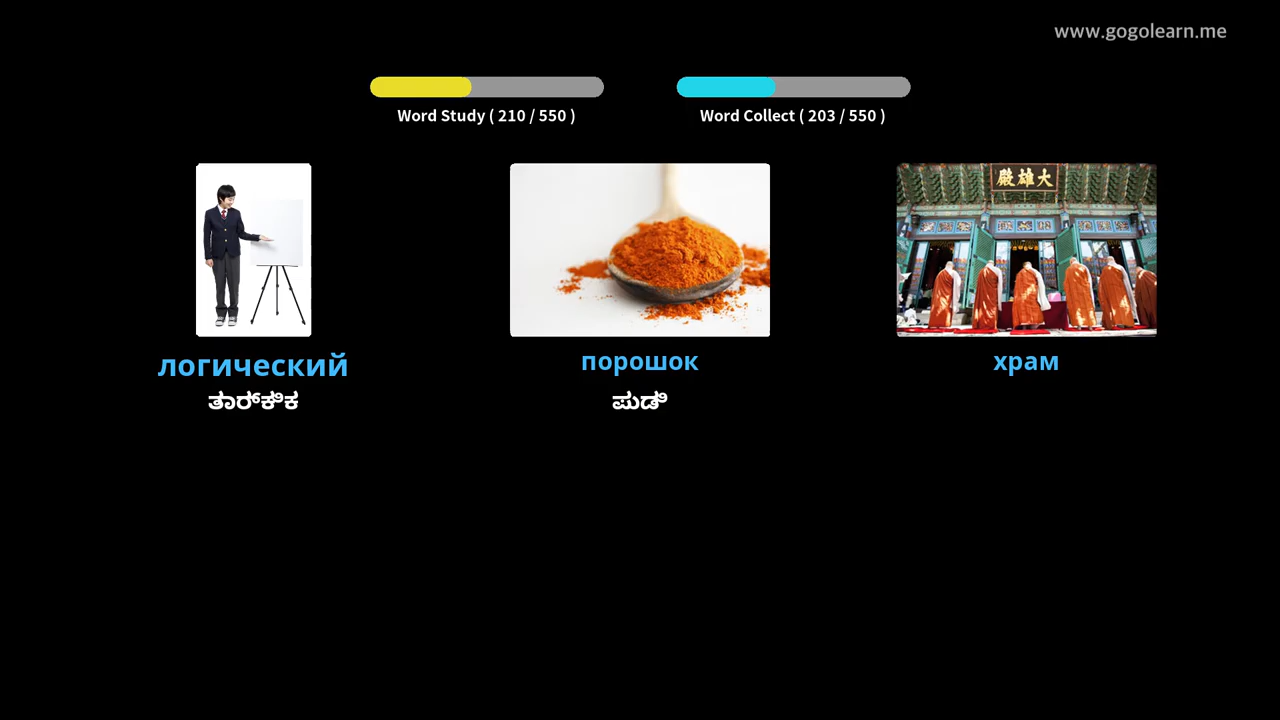 www.gogolearn.me
Word Study ( 210 / 550 )
Word Collect ( 203 / 550 )
大雄殿
логический
порошок
храм
ತಾರ್ಕಿಕ
ಪುಡಿ